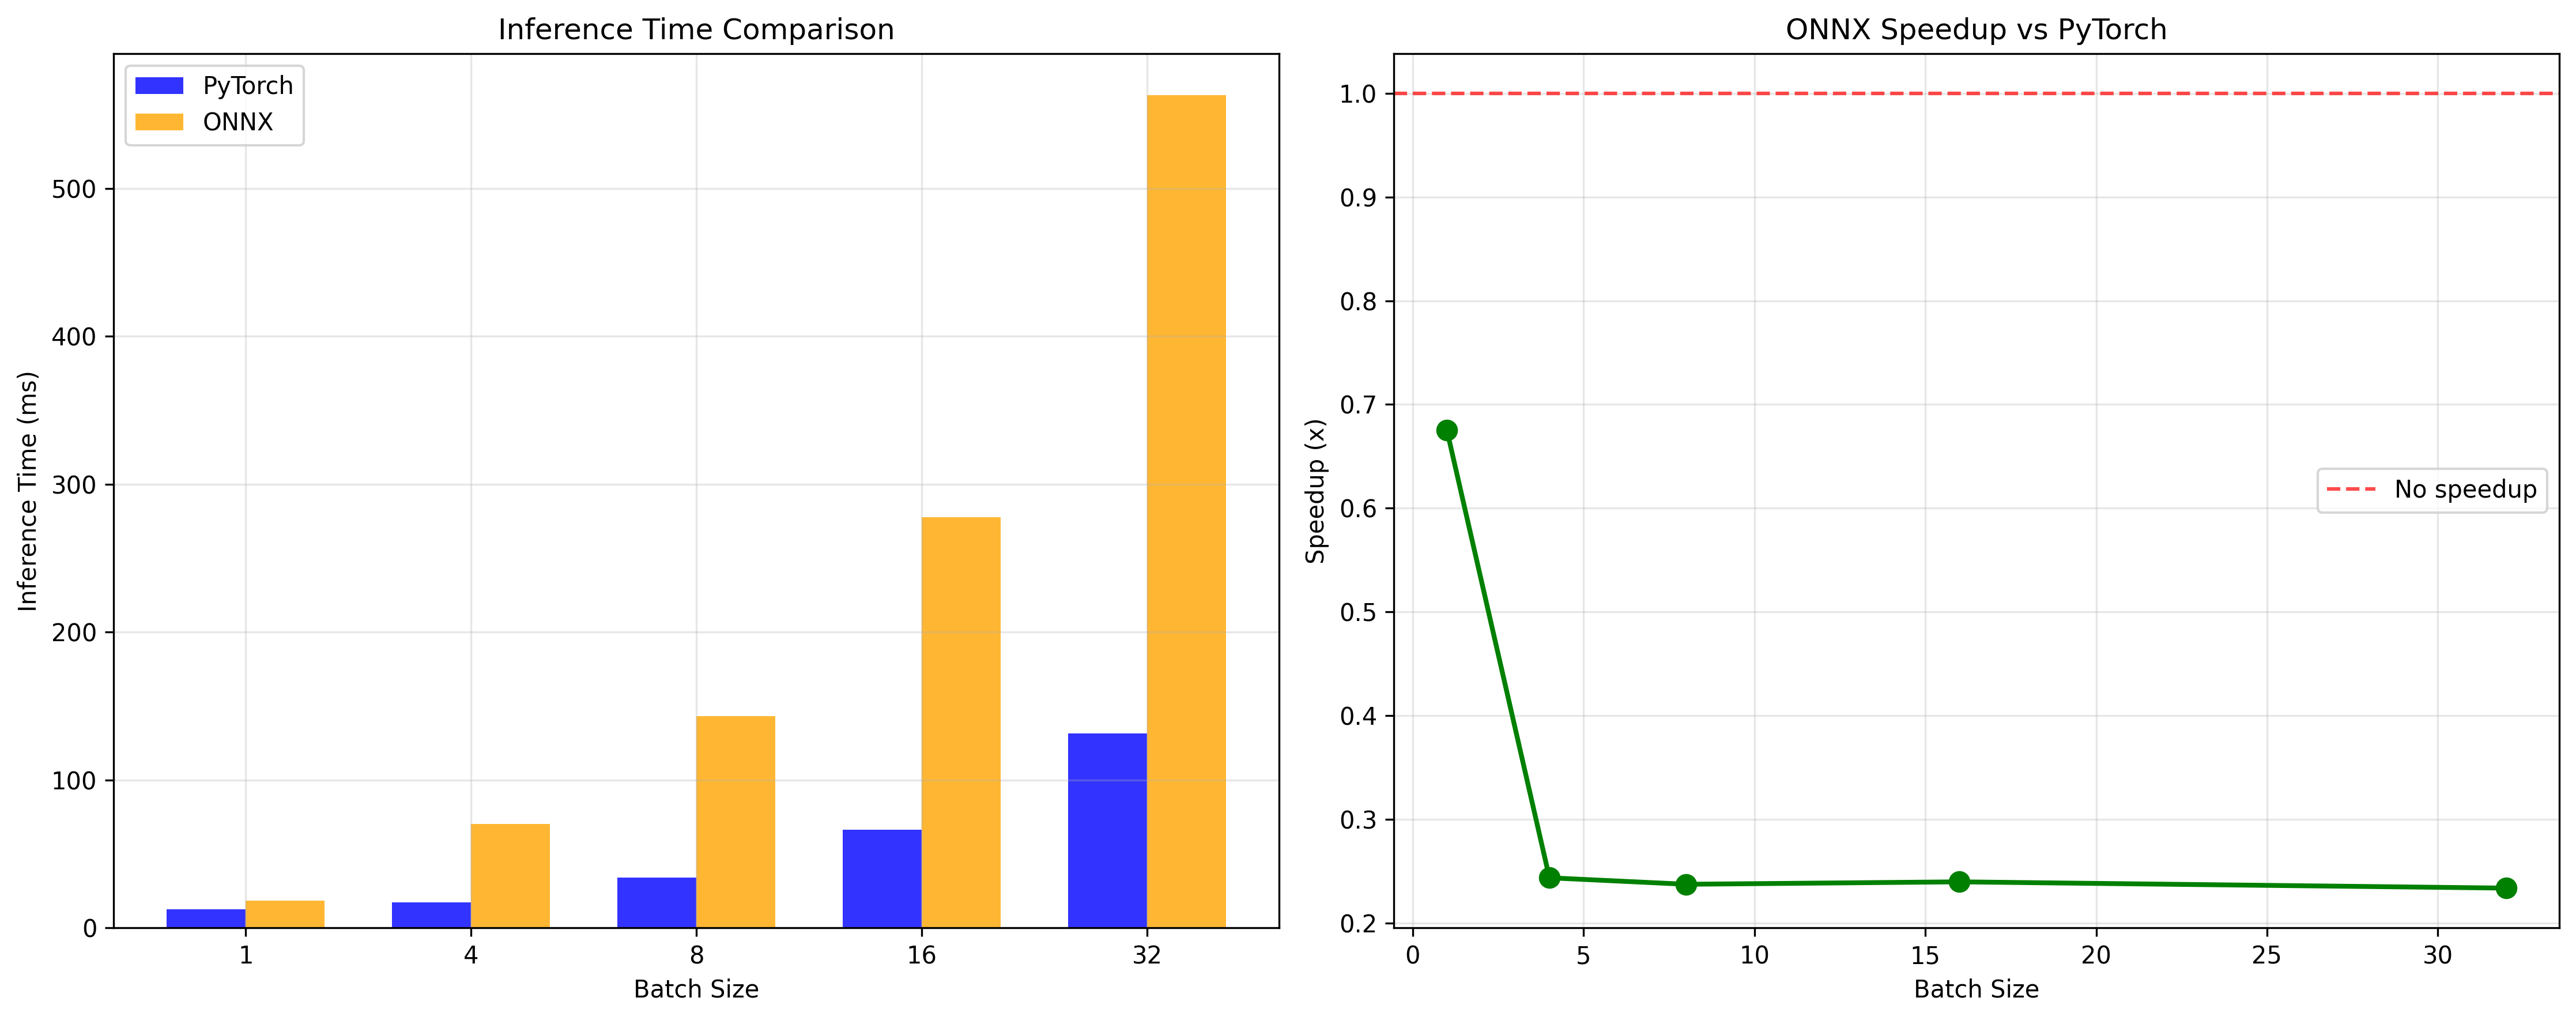 Inference Time Comparison
PyTorch
ONNX
500
400
300
200
100
0
Inference Time (ms)
1 4 8 16 32
Batch Size
ONNX Speedup vs PyTorch
1.0
0.9
0.8
0.7
0.6
0.5
0.4
0.3
0.2
Speedup (x)
No speedup
0 5 10 15 20 25 30
Batch Size